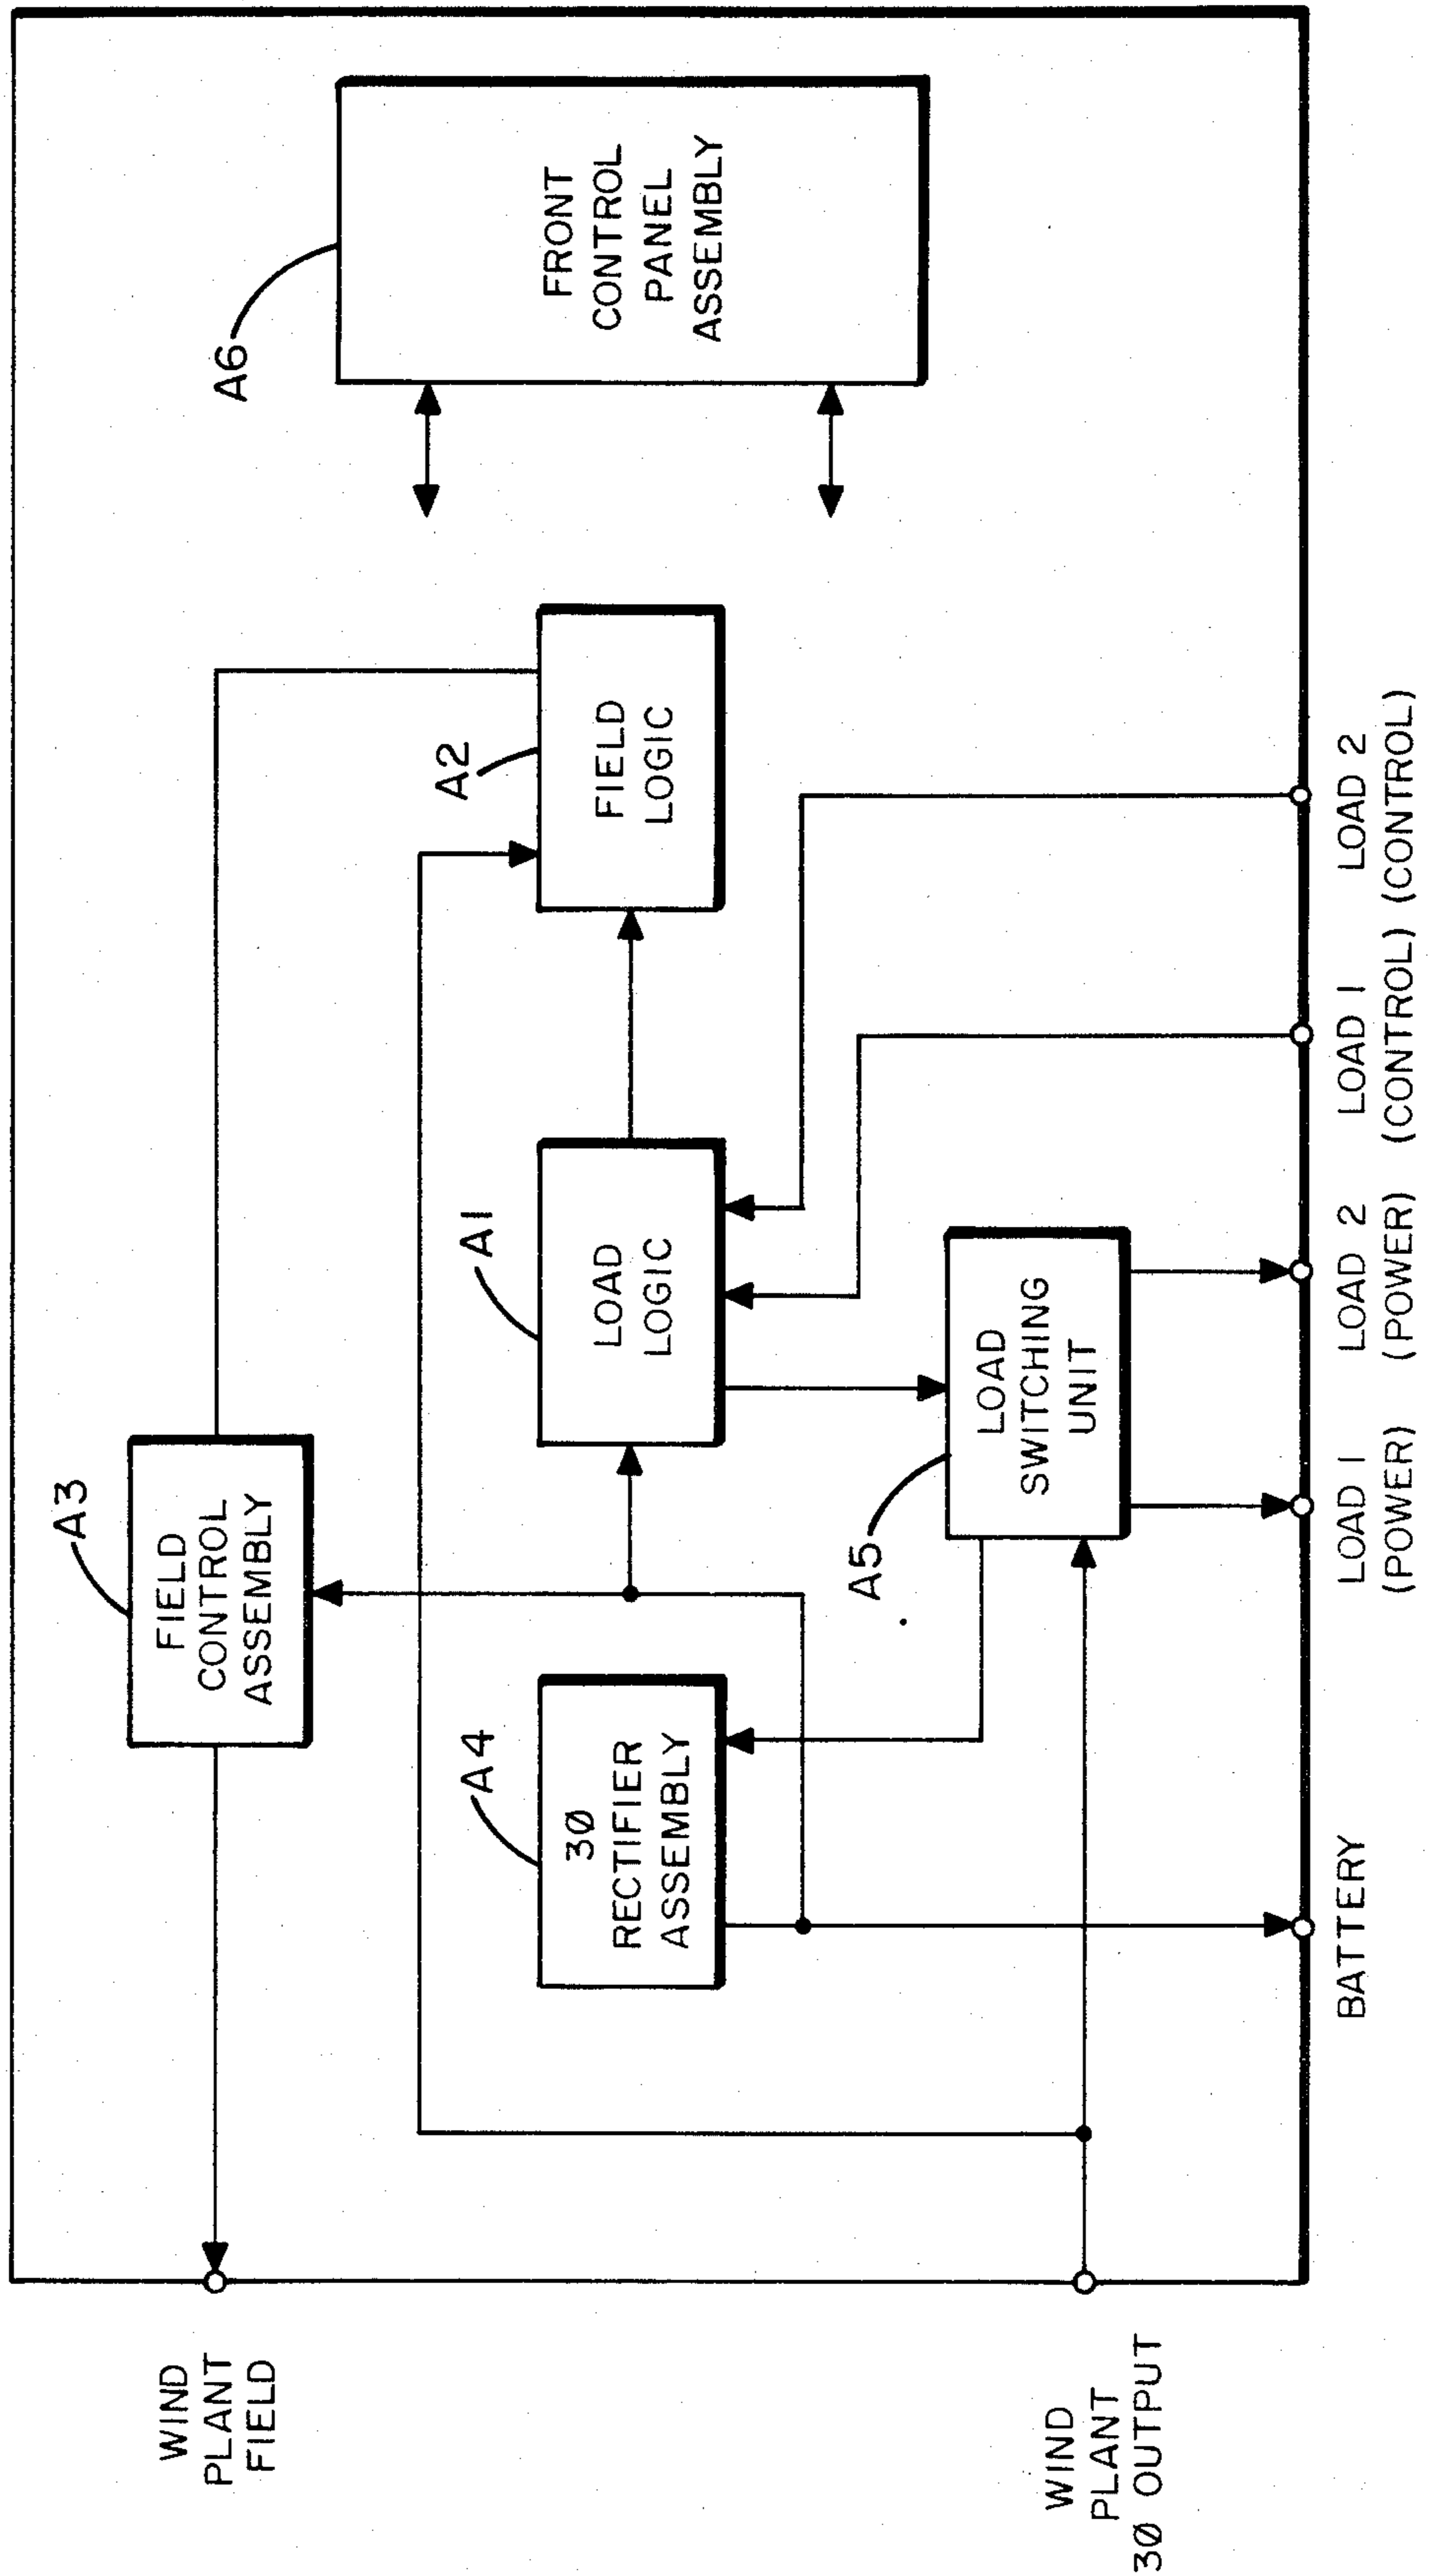 A3
FIELD
CONTROL
ASSEMBLY
WIND
PLANT
FIELD
A4
3Ø
RECTIFIER
ASSEMBLY
A1
LOAD
LOGIC
A2
FIELD
LOGIC
A6
FRONT
CONTROL
PANEL
ASSEMBLY
A5
LOAD
SWITCHING
UNIT
WIND
PLANT
3Ø OUTPUT
BATTERY
LOAD 1
(POWER)
LOAD 2
(POWER)
LOAD 1
(CONTROL)
LOAD 2
(CONTROL)